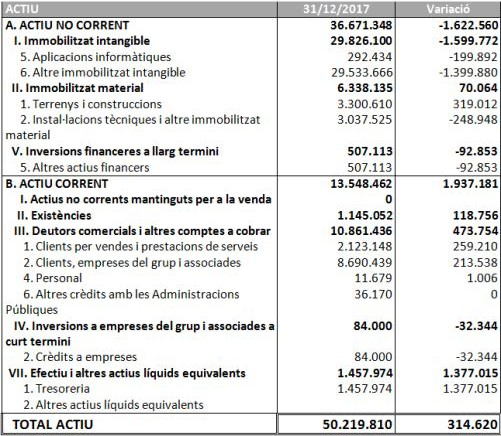 ACTIU 31/12/2017 Variació
A. ACTIU NO CORRENT 36.671.348 -1.622.560
I. Immobilitzat intangible 29.826.100 -1.599.772
5. Aplicacions informàtiques 292.434 -199.892
6. Altre immobilitzat intangible 29.533.666 -1.399.880
II. Immobilitzat material 6.338.135 70.064
1. Terrenys i construccions 3.300.610 319.012
2. Instal·lacions tècniques i altre immobilitzat 3.037.525 -248.948
material
V. Inversions financeres a llarg termini 507.113 -92.853
5. Altres actius financers 507.113 -92.853
B. ACTIU CORRENT 13.548.462 1.937.181
I. Actius no corrents mantinguts per a la venda 0
II. Existències 1.145.052 118.756
III. Deutors comercials i altres comptes a cobrar 10.861.436 473.754
1. Clients per vendes i prestacions de serveis 2.123.148 259.210
2. Clients, empreses del grup i associades 8.690.439 213.538
4. Personal 11.679 1.006
6. Altres crèdits amb les Administracions 36.170 0
Públiques
IV. Inversions a empreses del grup i associades a 84.000 -32.344
curt termini
2. Crèdits a empreses 84.000 -32.344
VII. Efectiu i altres actius líquids equivalents 1.457.974 1.377.015
1. Tresoreria 1.457.974 1.377.015
2. Altres actius líquids equivalents
TOTAL ACTIU 50.219.810 314.620